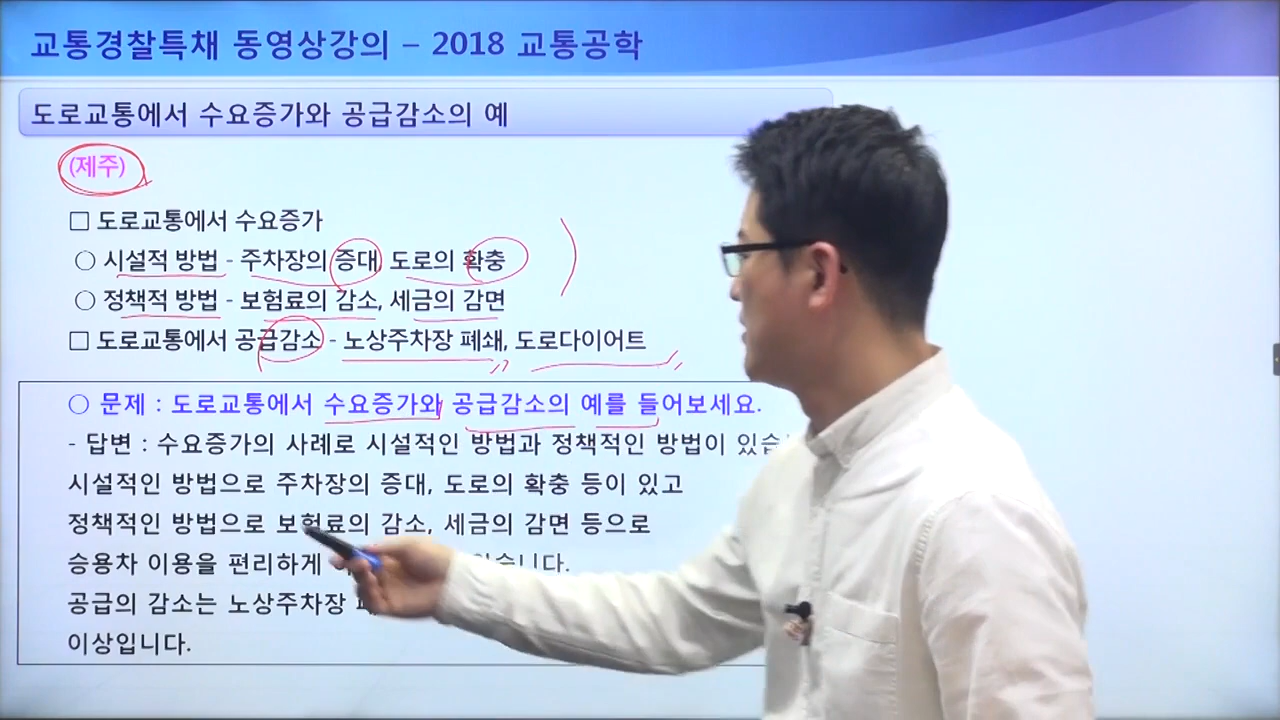 교통경찰특채 동영상강의 – 2018 교통공학
도로교통에서 수요증가와 공급감소의 예
(제주)
□ 도로교통에서 수요증가
○ 시설적 방법 - 주차장의 증대, 도로의 확충
○ 정책적 방법 - 보험료의 감소, 세금의 감면
□ 도로교통에서 공급감소 - 노상주차장 폐쇄, 도로다이어트
○ 문제 : 도로교통에서 수요증가와 공급감소의 예를 들어보세요.
- 답변 : 수요증가의 사례로 시설적인 방법과 정책적인 방법이
시설적인 방법으로 주차장의 증대, 도로의 확충 등이 있고
정책적인 방법으로 보험료의 감소, 세금의 감면 등으로
승용차 이용을 편리하게
공급의 감소는 노상주차장
이상입니다.